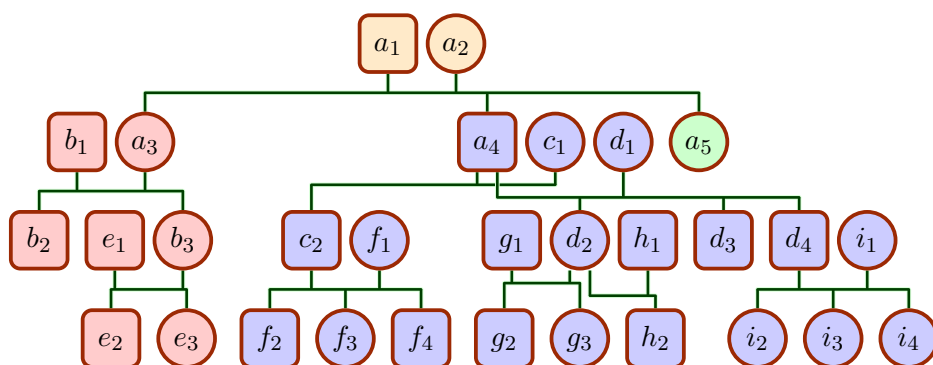 a₁ a₂
b₁ a₃ a₄ c₁ d₁ a₅
b₂ e₁ b₃ c₂ f₁ g₁ d₂ h₁ d₃ d₄ i₁
e₂ e₃ f₂ f₃ f₄ g₂ g₃ h₂ i₂ i₃ i₄